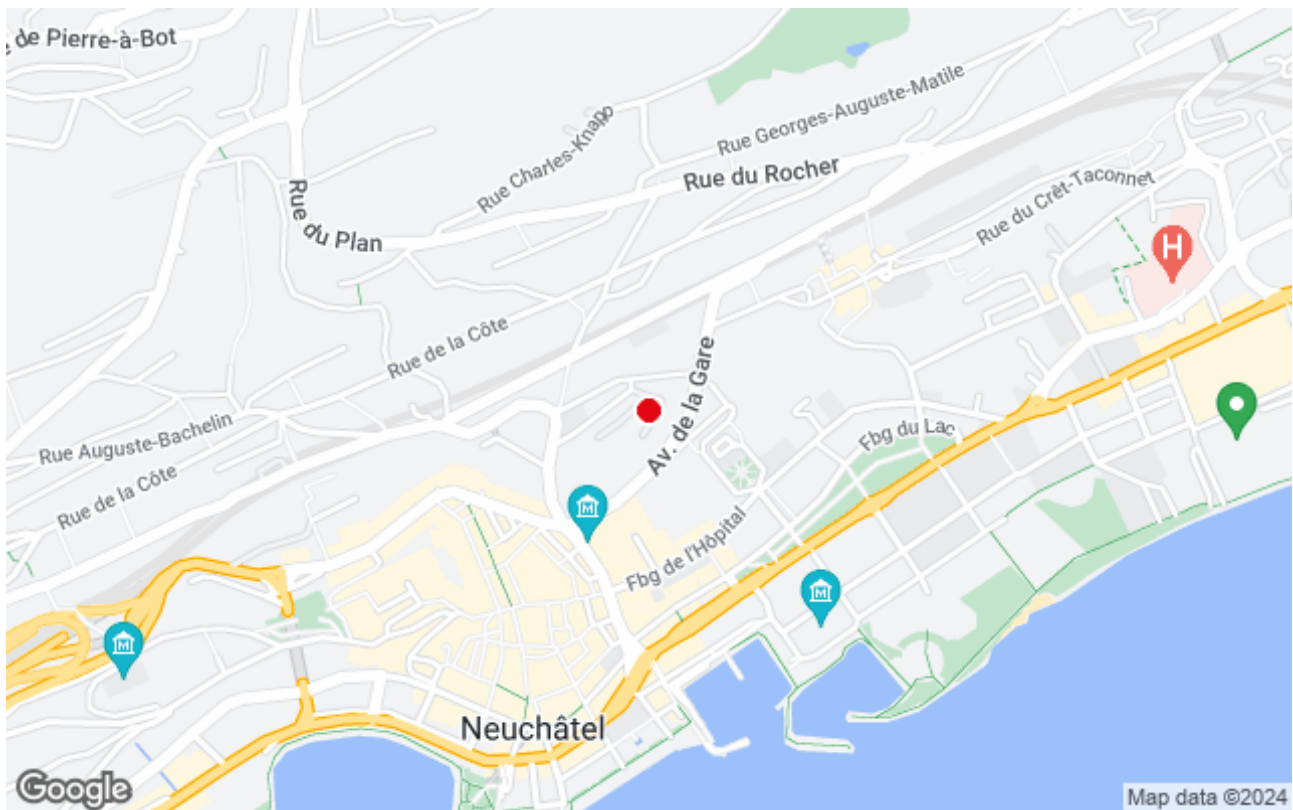 de Pierre-à-Bot
Rue Georges-Auguste-Matile
Rue Charles-Knapp
Rue du Rocher
Rue du Crêt-Taconnet
Rue du Plan
H
Rue de la Côte
Av. de la Gare
Rue Auguste-Bachelin
Fbg du Lac
Rue de la Côte
M
Fbg de l'Hôpital
M
M
Neuchâtel
Google
Map data ©2024